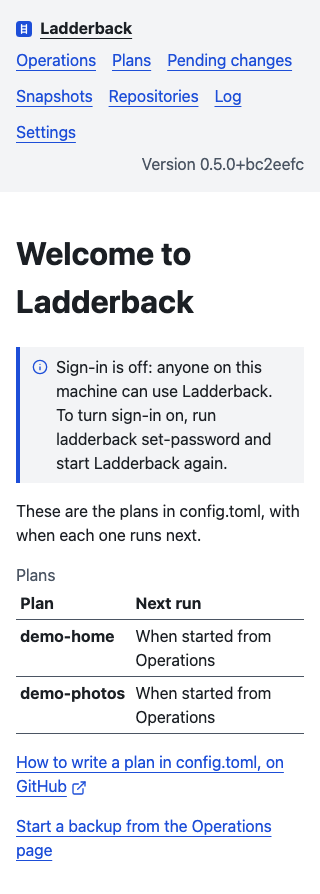 Ladderback
Operations Plans Pending changes
Snapshots Repositories Log
Settings
Version 0.5.0+bc2eefc
Welcome to
Ladderback
Sign-in is off: anyone on this
machine can use Ladderback.
To turn sign-in on, run
ladderback set-password and
start Ladderback again.
These are the plans in config.toml, with
when each one runs next.
Plans
Plan Next run
demo-home When started from
Operations
demo-photos When started from
Operations
How to write a plan in config.toml, on
GitHub
Start a backup from the Operations
page